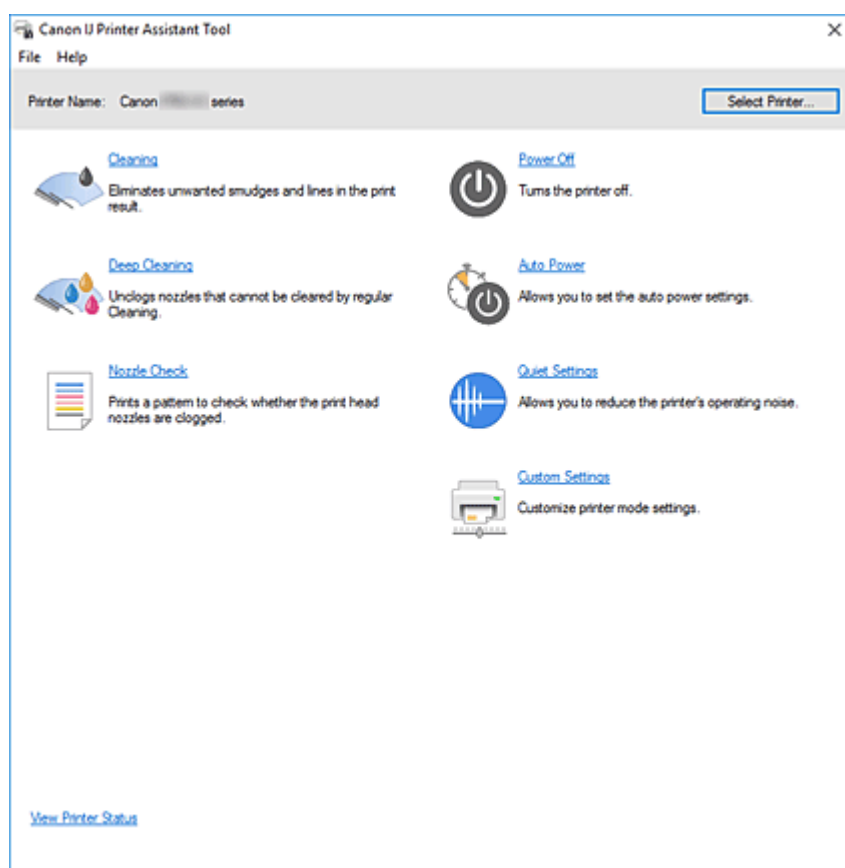 Canon IJ Printer Assistant Tool
File Help
Printer Name: Canon series
Select Printer...
Cleaning
Eliminates unwanted smudges and lines in the print
result.
Deep Cleaning
Unclogs nozzles that cannot be cleared by regular
Cleaning.
Nozzle Check
Prints a pattern to check whether the print head
nozzles are clogged.
Power Off
Turns the printer off.
Auto Power
Allows you to set the auto power settings.
Quiet Settings
Allows you to reduce the printer's operating noise.
Custom Settings
Customize printer mode settings.
View Printer Status